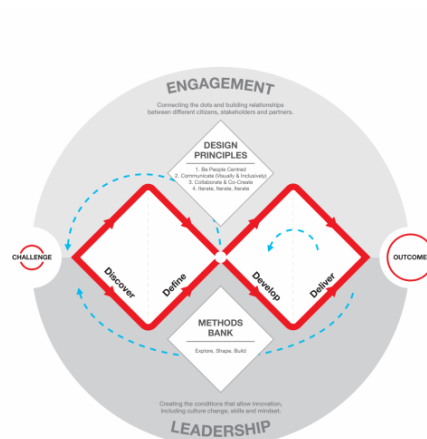 ENGAGEMENT
Connecting the dots and building relationships
between different citizens, stakeholders and partners.
DESIGN
PRINCIPLES
1. Be People Centred
2. Communicate (Visually & Inclusively)
3. Collaborate & Co-Create
4. Iterate, Iterate, Iterate
CHALLENGE
OUTCOME
Discover
Define
Develop
Deliver
METHODS
BANK
Explore, Shape, Build
Creating the conditions that allow innovation,
including culture change, skills and mindset.
LEADERSHIP